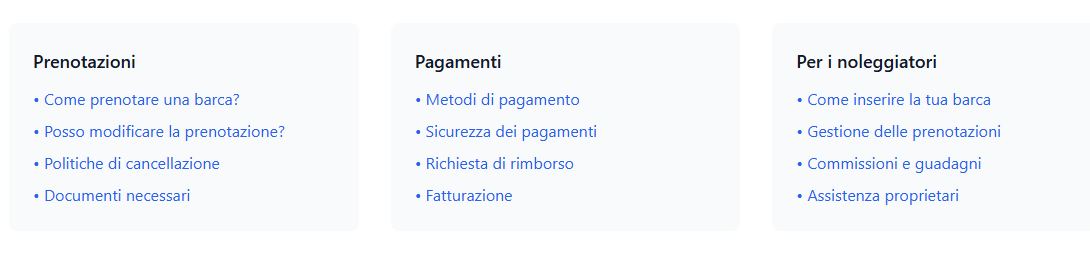 Prenotazioni
• Come prenotare una barca?
• Posso modificare la prenotazione?
• Politiche di cancellazione
• Documenti necessari
Pagamenti
• Metodi di pagamento
• Sicurezza dei pagamenti
• Richiesta di rimborso
• Fatturazione
Per i noleggiatori
• Come inserire la tua barca
• Gestione delle prenotazioni
• Commissioni e guadagni
• Assistenza proprietari